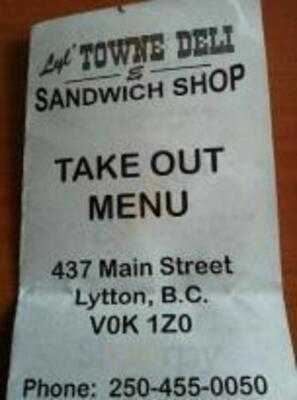 Lyl' TOWNE DELI
&
SANDWICH SHOP
TAKE OUT
MENU
437 Main Street
Lytton, B.C.
V0K 1Z0
Phone: 250-455-0050